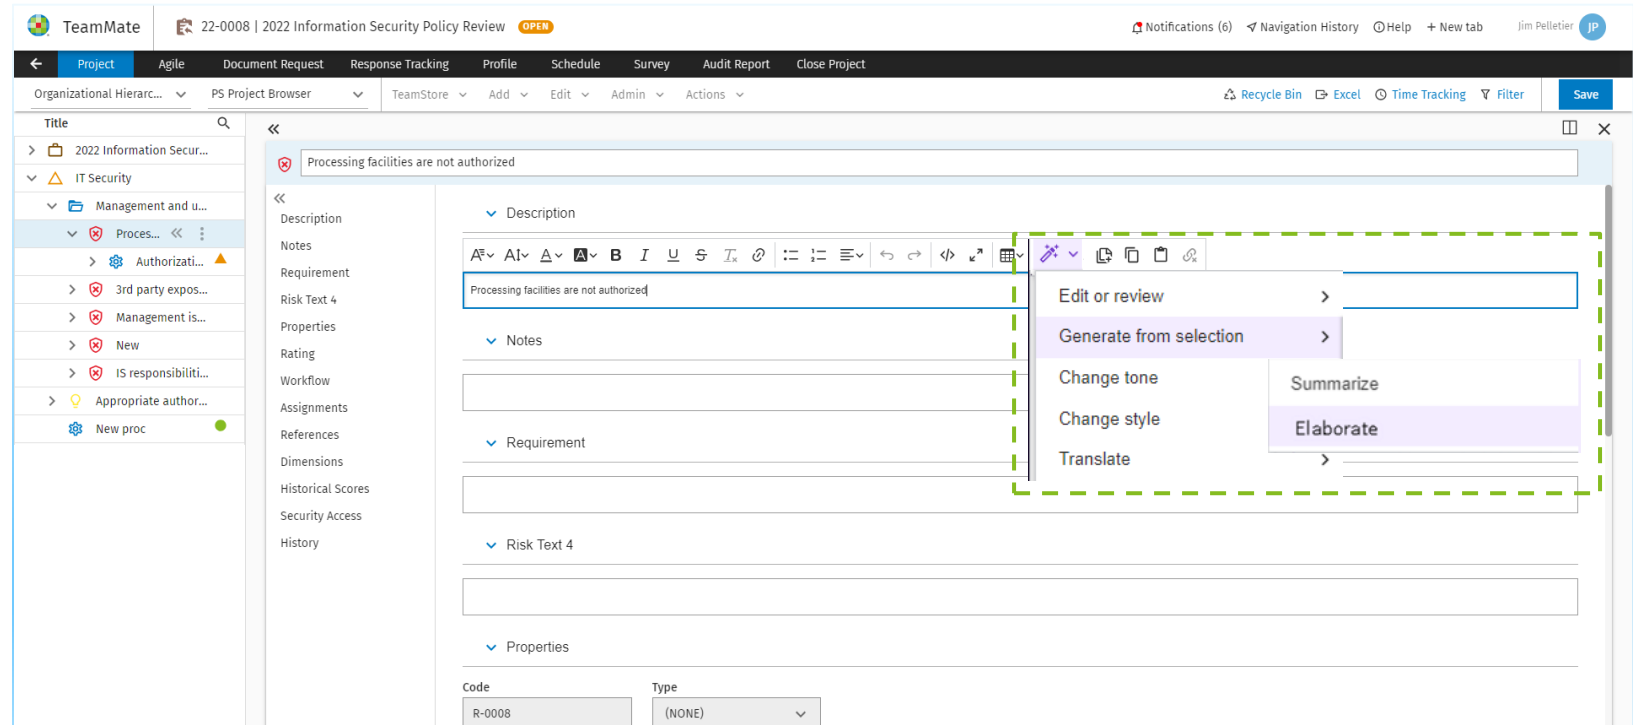 TeamMate 22-0008 | 2022 Information Security Policy Review OPEN Notifications (6) Navigation History Help + New tab Jim Pelletier JP
Project Agile Document Request Response Tracking Profile Schedule Survey Audit Report Close Project
Organizational Hierarc... PS Project Browser TeamStore Add Edit Admin Actions Recycle Bin Excel Time Tracking Filter Save
Title
2022 Information Secur...
IT Security
Management and u...
Proces...
Authorizati...
3rd party expos...
Management is...
New
IS responsibiliti...
Appropriate author...
New proc
Processing facilities are not authorized
Description
Notes
Requirement
Risk Text 4
Properties
Rating
Workflow
Assignments
References
Dimensions
Historical Scores
Security Access
History
Description
Processing facilities are not authorized
Notes
Requirement
Risk Text 4
Properties
Code Type
R-0008 (NONE)
Edit or review
Generate from selection
Change tone
Change style
Translate
Summarize
Elaborate